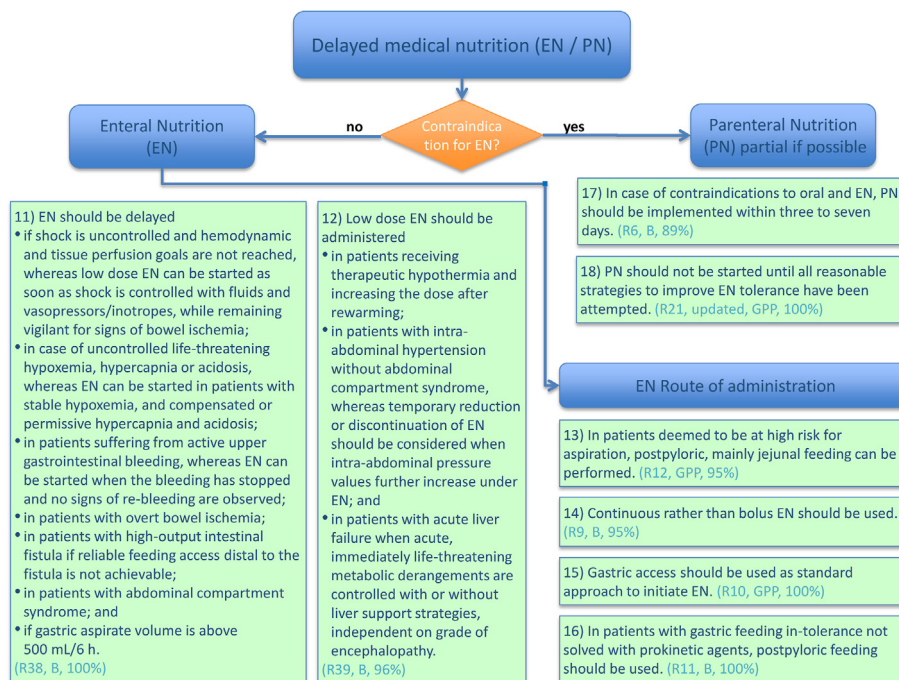 Delayed medical nutrition (EN / PN)
Enteral Nutrition
(EN)
no
Contraindica
tion for EN?
yes
Parenteral Nutrition
(PN) partial if possible
11) EN should be delayed
• if shock is uncontrolled and hemodynamic
and tissue perfusion goals are not reached,
whereas low dose EN can be started as
soon as shock is controlled with fluids and
vasopressors/inotropes, while remaining
vigilant for signs of bowel ischemia;
• in case of uncontrolled life-threatening
hypoxemia, hypercapnia or acidosis,
whereas EN can be started in patients with
stable hypoxemia, and compensated or
permissive hypercapnia and acidosis;
• in patients suffering from active upper
gastrointestinal bleeding, whereas EN can
be started when the bleeding has stopped
and no signs of re-bleeding are observed;
• in patients with overt bowel ischemia;
• in patients with high-output intestinal
fistula if reliable feeding access distal to the
fistula is not achievable;
• in patients with abdominal compartment
syndrome; and
• if gastric aspirate volume is above
500 mL/6 h.
(R38, B, 100%)
12) Low dose EN should be
administered
• in patients receiving
therapeutic hypothermia and
increasing the dose after
rewarming;
• in patients with intra-
abdominal hypertension
without abdominal
compartment syndrome,
whereas temporary reduction
or discontinuation of EN
should be considered when
intra-abdominal pressure
values further increase under
EN; and
• in patients with acute liver
failure when acute,
immediately life-threatening
metabolic derangements are
controlled with or without
liver support strategies,
independent on grade of
encephalopathy.
(R39, B, 96%)
17) In case of contraindications to oral and EN, PN
should be implemented within three to seven
days. (R6, B, 89%)
18) PN should not be started until all reasonable
strategies to improve EN tolerance have been
attempted. (R21, updated, GPP, 100%)
EN Route of administration
13) In patients deemed to be at high risk for
aspiration, postpyloric, mainly jejunal feeding can be
performed. (R12, GPP, 95%)
14) Continuous rather than bolus EN should be used.
(R9, B, 95%)
15) Gastric access should be used as standard
approach to initiate EN. (R10, GPP, 100%)
16) In patients with gastric feeding in-tolerance not
solved with prokinetic agents, postpyloric feeding
should be used. (R11, B, 100%)